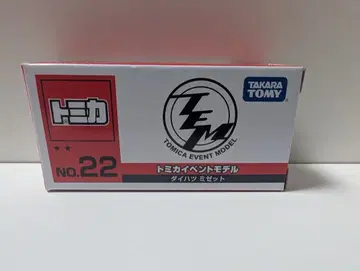 トミカ
NO.22
TEM
TOMICA EVENT MODEL
トミカイベントモデル
ダイハツ ミゼット
TAKARA
TOMY